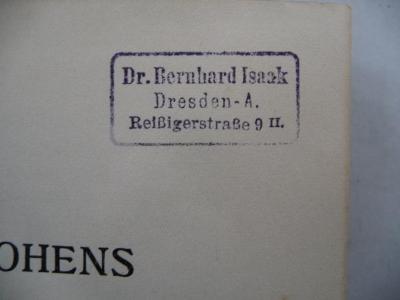 Dr. Bernhard Isaak
Dresden-A.
Reißigerstraße 9 II.
OHENS